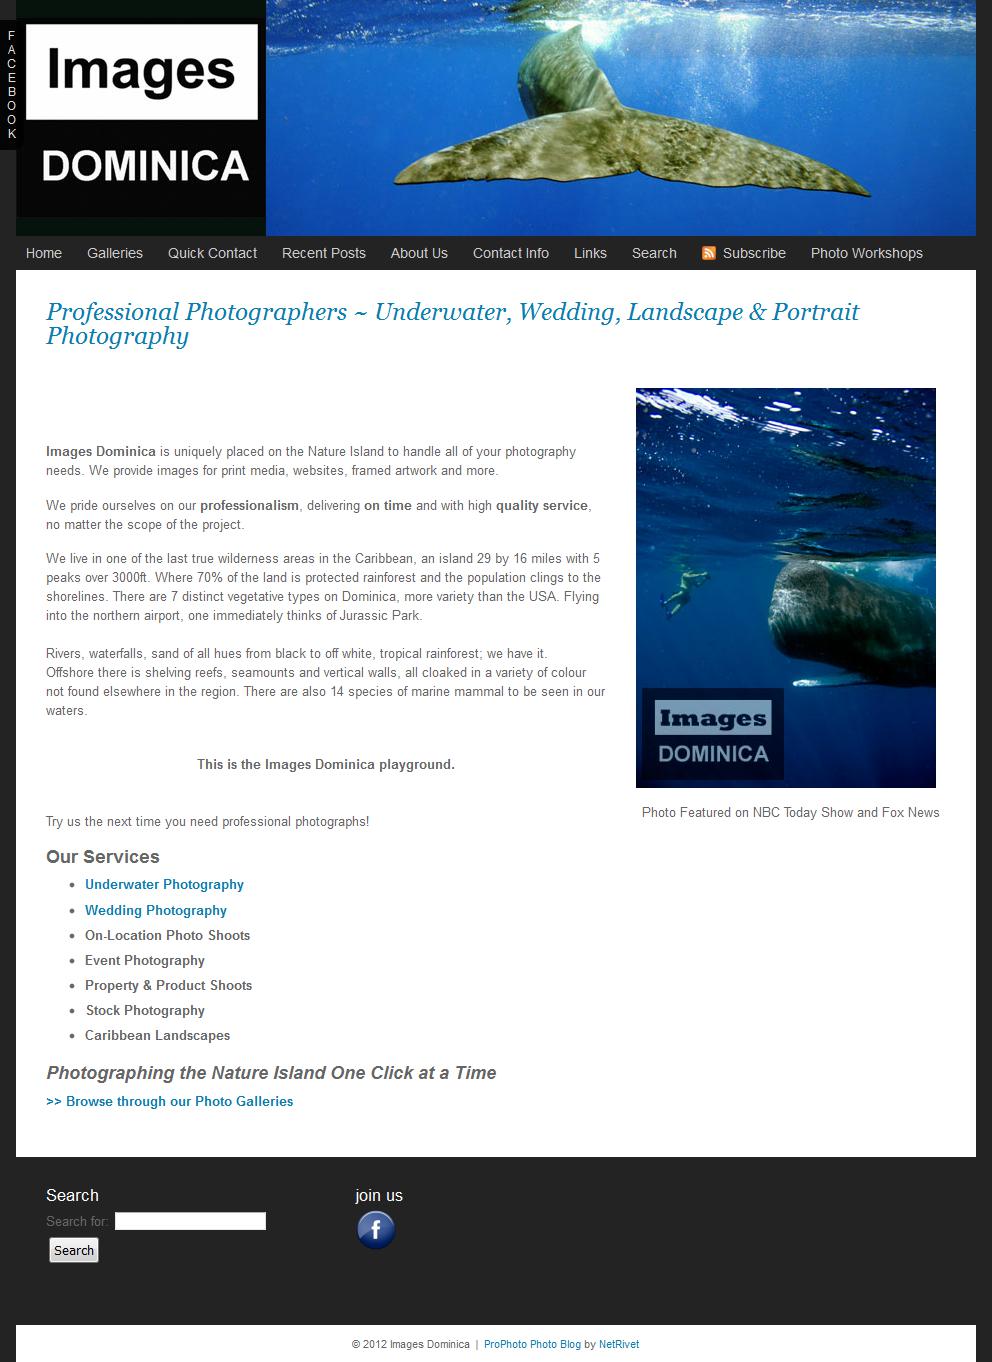 FACEBOOK
Images
DOMINICA
Home Galleries Quick Contact Recent Posts About Us Contact Info Links Search Subscribe Photo Workshops
Professional Photographers ~ Underwater, Wedding, Landscape & Portrait
Photography
Images Dominica is uniquely placed on the Nature Island to handle all of your photography
needs. We provide images for print media, websites, framed artwork and more.
We pride ourselves on our professionalism, delivering on time and with high quality service,
no matter the scope of the project.
We live in one of the last true wilderness areas in the Caribbean, an island 29 by 16 miles with 5
peaks over 3000ft. Where 70% of the land is protected rainforest and the population clings to the
shorelines. There are 7 distinct vegetative types on Dominica, more variety than the USA. Flying
into the northern airport, one immediately thinks of Jurassic Park.
Rivers, waterfalls, sand of all hues from black to off white, tropical rainforest; we have it.
Offshore there is shelving reefs, seamounts and vertical walls, all cloaked in a variety of colour
not found elsewhere in the region. There are also 14 species of marine mammal to be seen in our
waters.
This is the Images Dominica playground.
Try us the next time you need professional photographs!
Images
DOMINICA
Photo Featured on NBC Today Show and Fox News
Our Services
• Underwater Photography
• Wedding Photography
• On-Location Photo Shoots
• Event Photography
• Property & Product Shoots
• Stock Photography
• Caribbean Landscapes
Photographing the Nature Island One Click at a Time
>> Browse through our Photo Galleries
Search
Search for:
Search
join us
f
© 2012 Images Dominica | ProPhoto Photo Blog by NetRivet